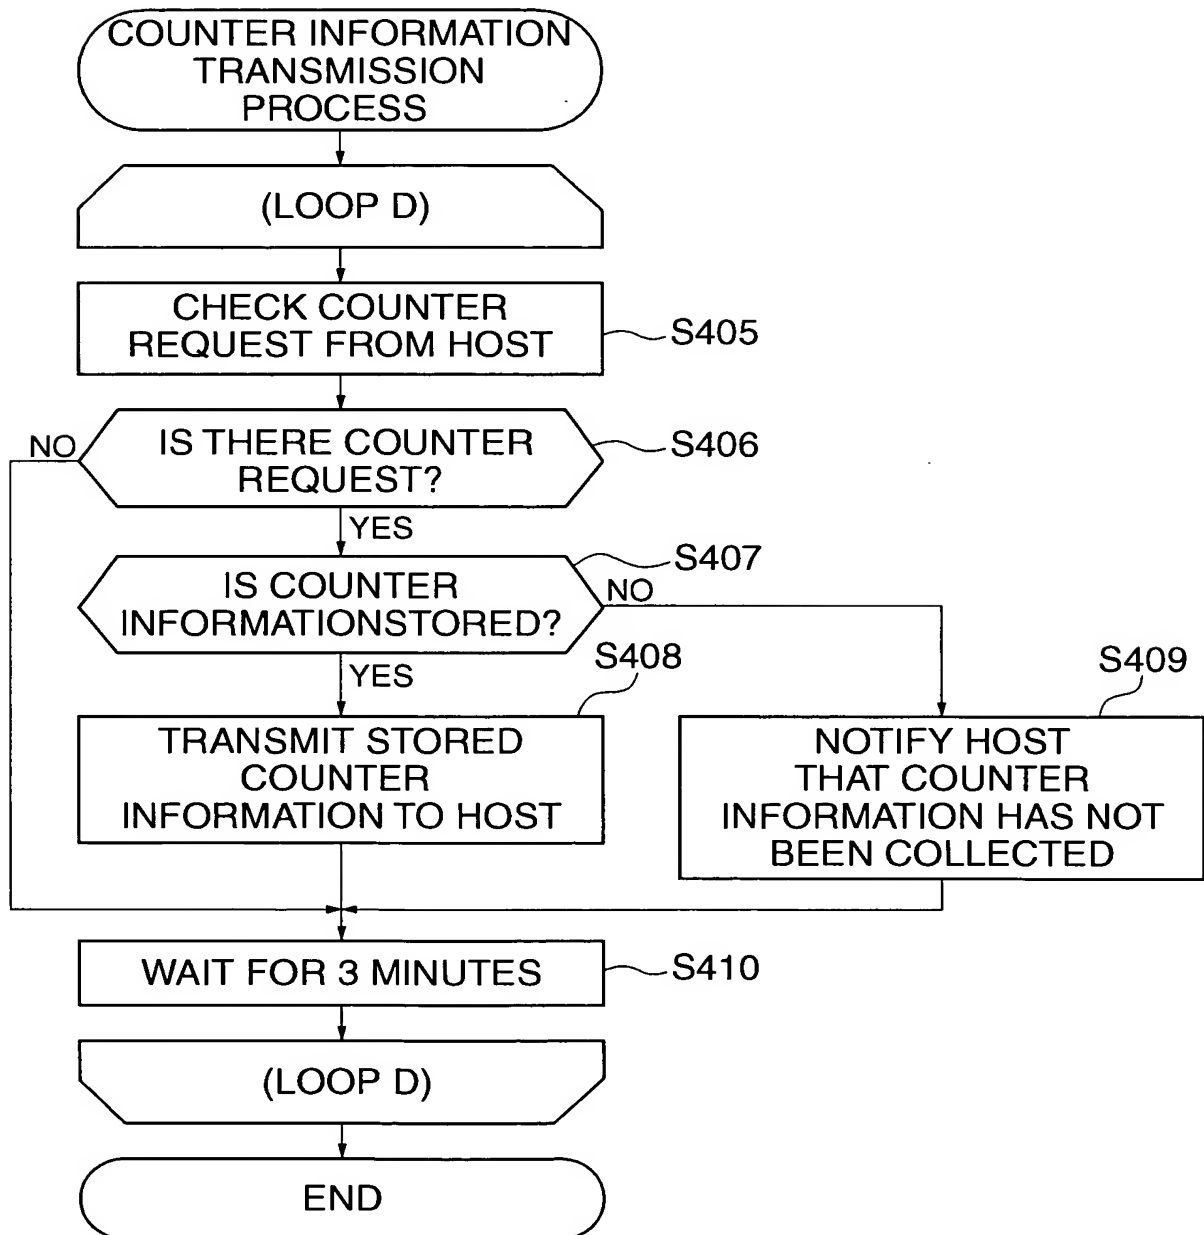 COUNTER INFORMATION
TRANSMISSION
PROCESS
(LOOP D)
CHECK COUNTER
REQUEST FROM HOST
S405
NO
IS THERE COUNTER
REQUEST?
S406
YES
IS COUNTER
INFORMATIONSTORED?
S407
NO
YES
S408
TRANSMIT STORED
COUNTER
INFORMATION TO HOST
S409
NOTIFY HOST
THAT COUNTER
INFORMATION HAS NOT
BEEN COLLECTED
WAIT FOR 3 MINUTES
S410
(LOOP D)
END